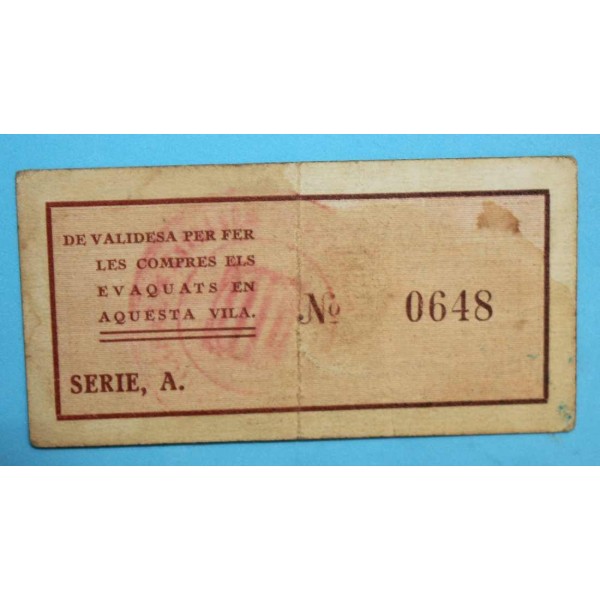 DE VALIDESA PER FER
LES COMPRES ELS
EVAQUATS EN
AQUESTA VILA.
SERIE, A.
Nº 0648